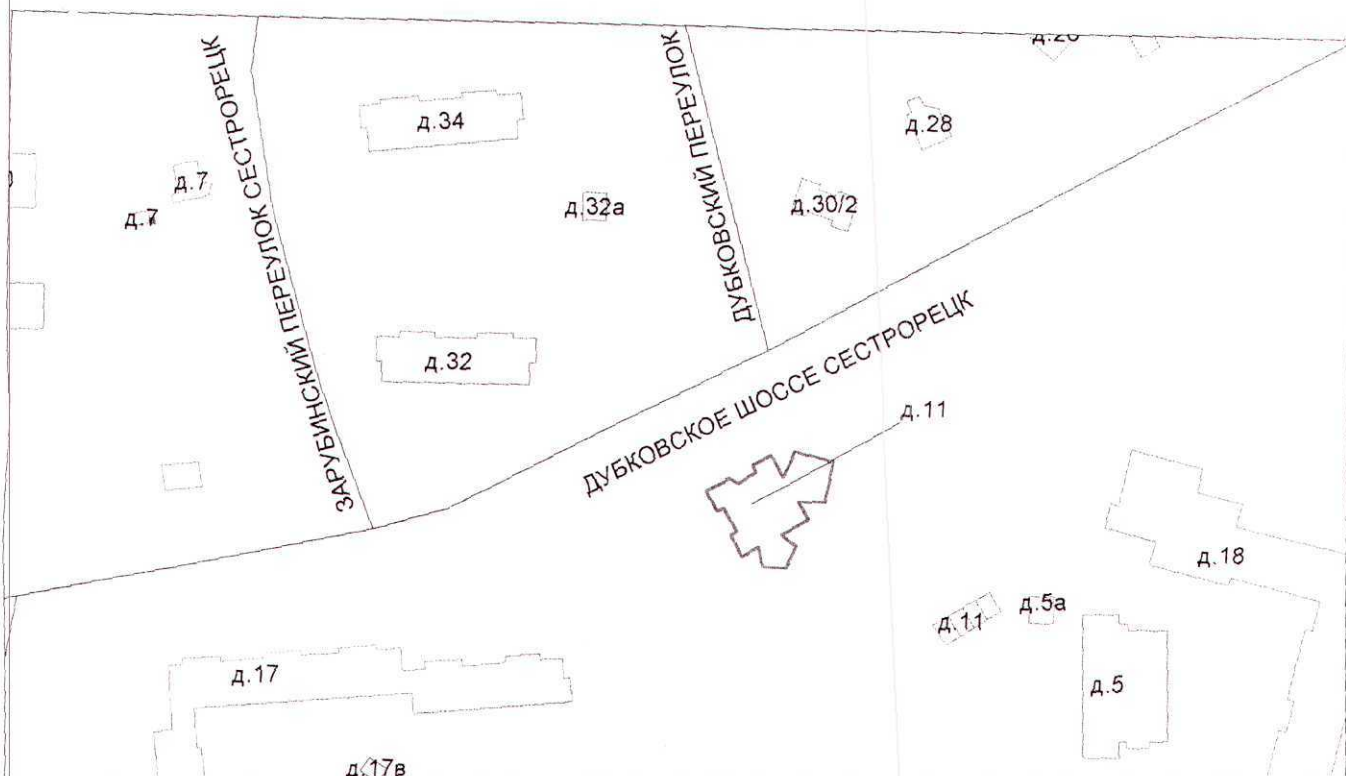 д.26
ЗАРУБИНСКИЙ ПЕРЕУЛОК СЕСТРОРЕЦК
ДУБКОВСКИЙ ПЕРЕУЛОК
д.34
д.28
д.7
д.7
д.32а
д.30/2
д.32
ДУБКОВСКОЕ ШОССЕ СЕСТРОРЕЦК
д.11
д.18
д.11
д.5а
д.17
д.5
д.17в